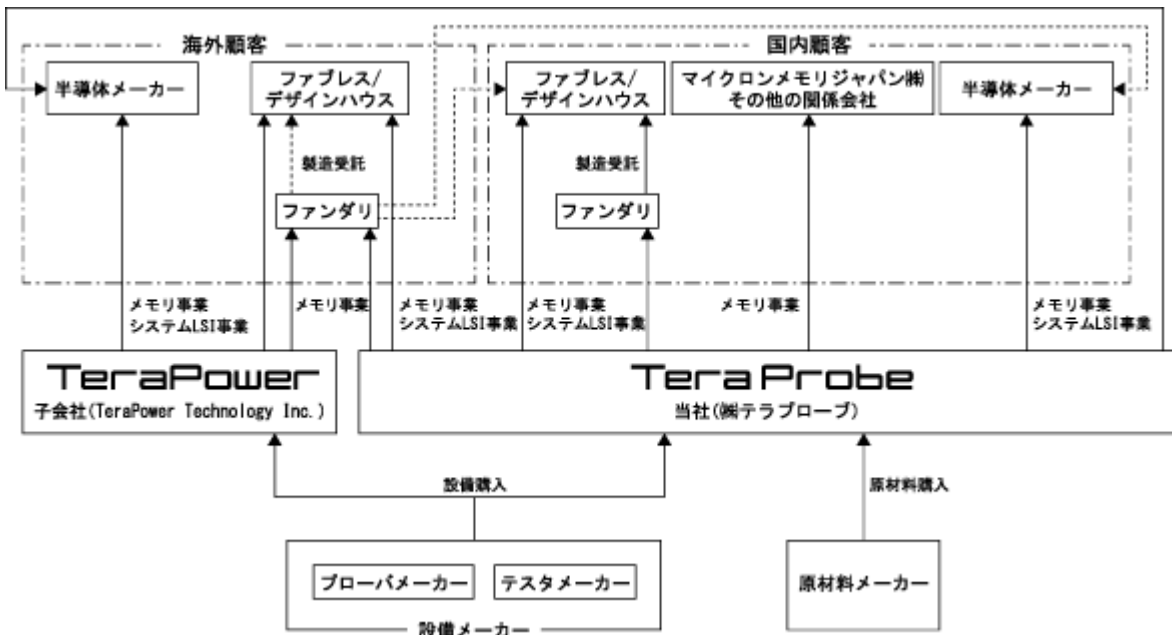 海外顧客
国内顧客
半導体メーカー
ファブレス/
デザインハウス
ファブレス/
デザインハウス
マイクロンメモリジャパン㈱
その他の関係会社
半導体メーカー
製造受託
製造受託
ファンダリ
ファンダリ
メモリ事業
システムLSI事業
メモリ事業
メモリ事業
システムLSI事業
メモリ事業
システムLSI事業
メモリ事業
メモリ事業
システムLSI事業
TeraPower
子会社(TeraPower Technology Inc.)
Tera Probe
当社(㈱テラプローブ)
設備購入
原材料購入
プローバメーカー
テスタメーカー
設備メーカー
原材料メーカー